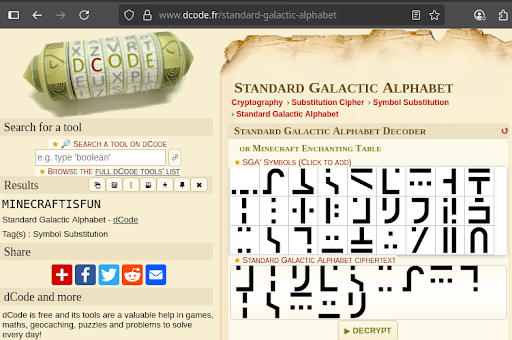 www.dcode.fr/standard-galactic-alphabet
DCODE
Search for a tool
★ 🔎 Search a tool on dCode
e.g. type 'boolean'
★ Browse the full dCode tools' list
Results
MINECRAFTISFUN
Standard Galactic Alphabet - dCode
Tag(s) : Symbol Substitution
Share
dCode and more
dCode is free and its tools are a valuable help in games,
maths, geocaching, puzzles and problems to solve
every day!
Standard Galactic Alphabet
Cryptography › Substitution Cipher › Symbol Substitution
› Standard Galactic Alphabet
Standard Galactic Alphabet Decoder
or Minecraft Enchanting Table
★ SGA' Symbols (Click to add)
★ Standard Galactic Alphabet ciphertext
▶ DECRYPT